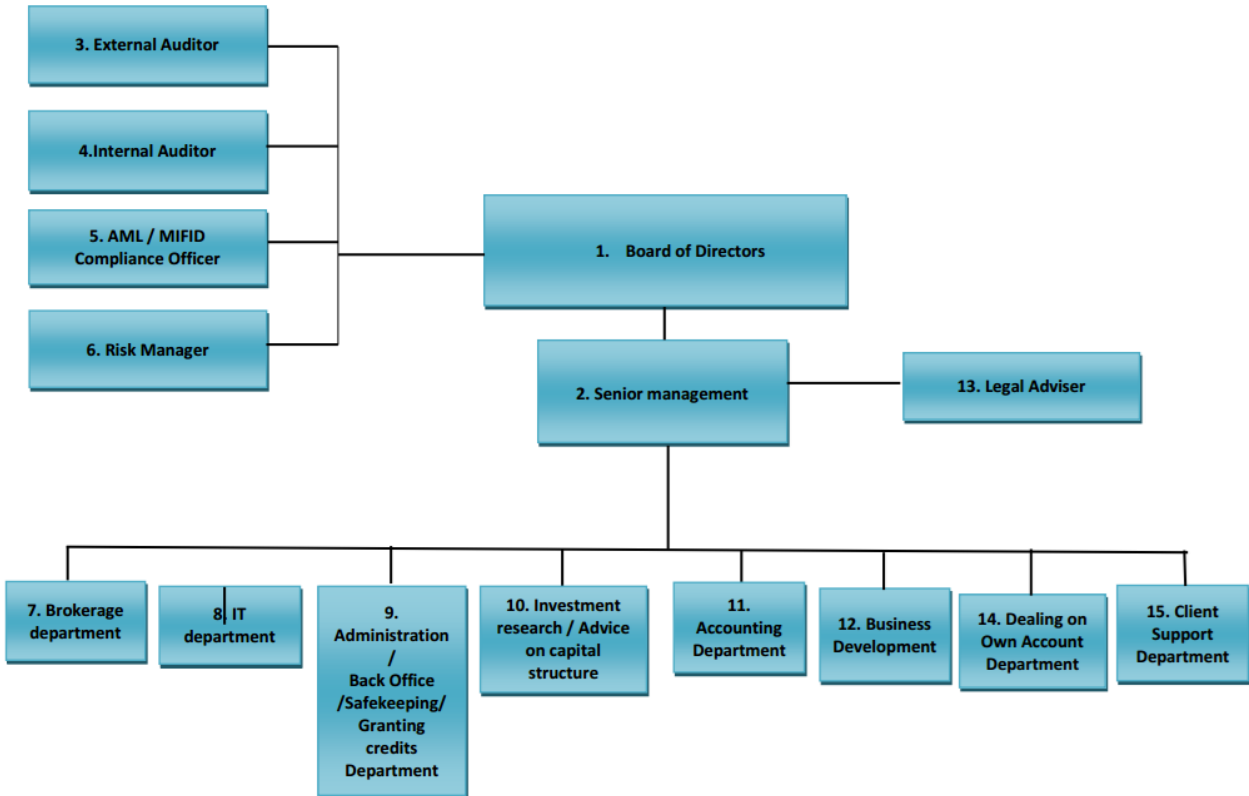 3. External Auditor
4.Internal Auditor
5. AML / MIFID
Compliance Officer
6. Risk Manager
1. Board of Directors
2. Senior management
13. Legal Adviser
7. Brokerage
department
8. IT
department
9.
Administration
/
Back Office
/Safekeeping/
Granting
credits
Department
10. Investment
research / Advice
on capital
structure
11.
Accounting
Department
12. Business
Development
14. Dealing on
Own Account
Department
15. Client
Support
Department